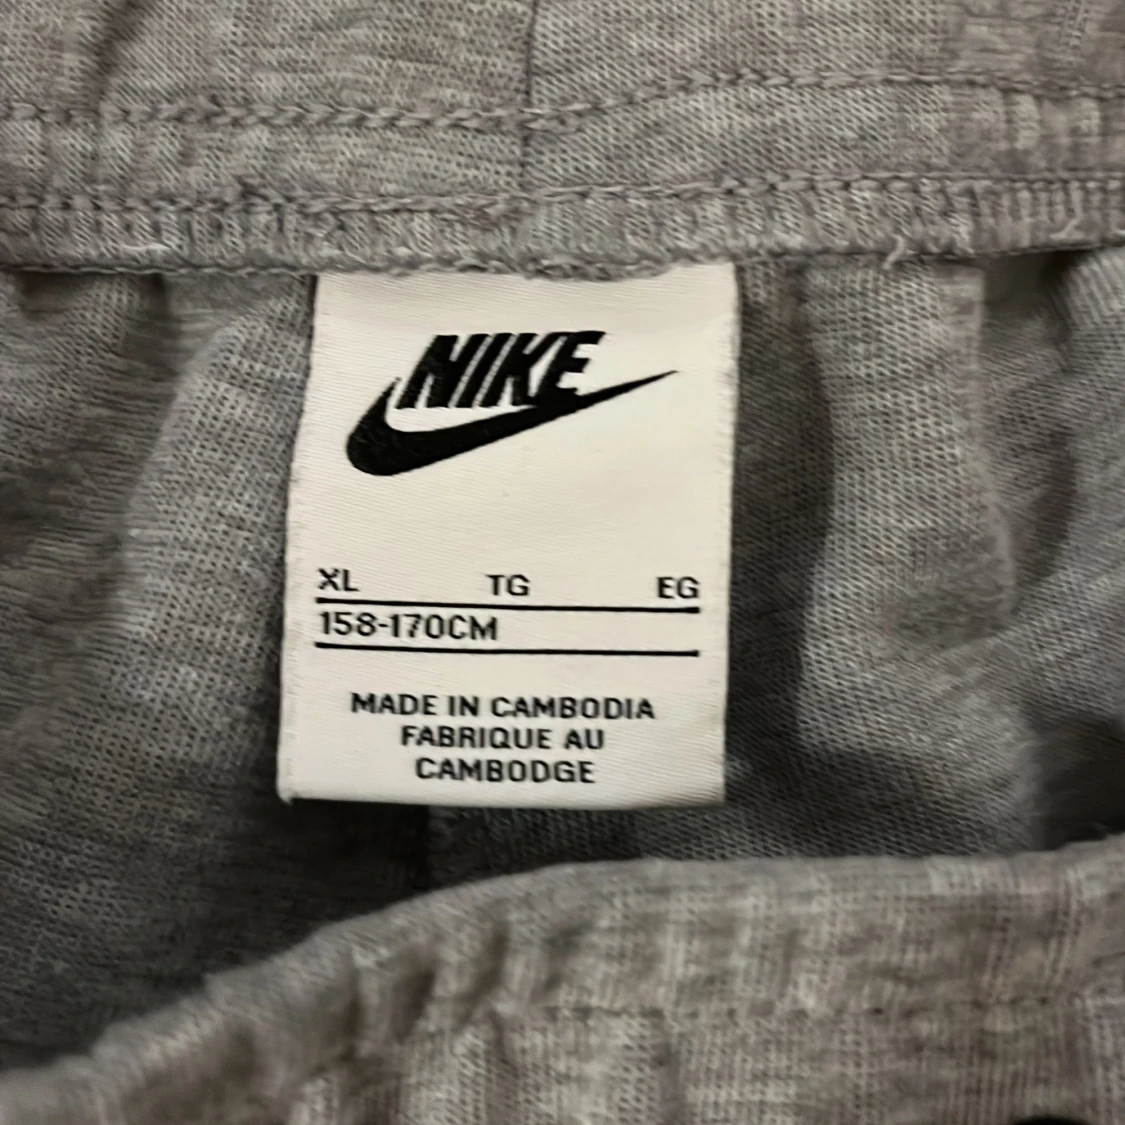 NIKE
XL TG EG
158-170CM
MADE IN CAMBODIA
FABRIQUE AU
CAMBODGE